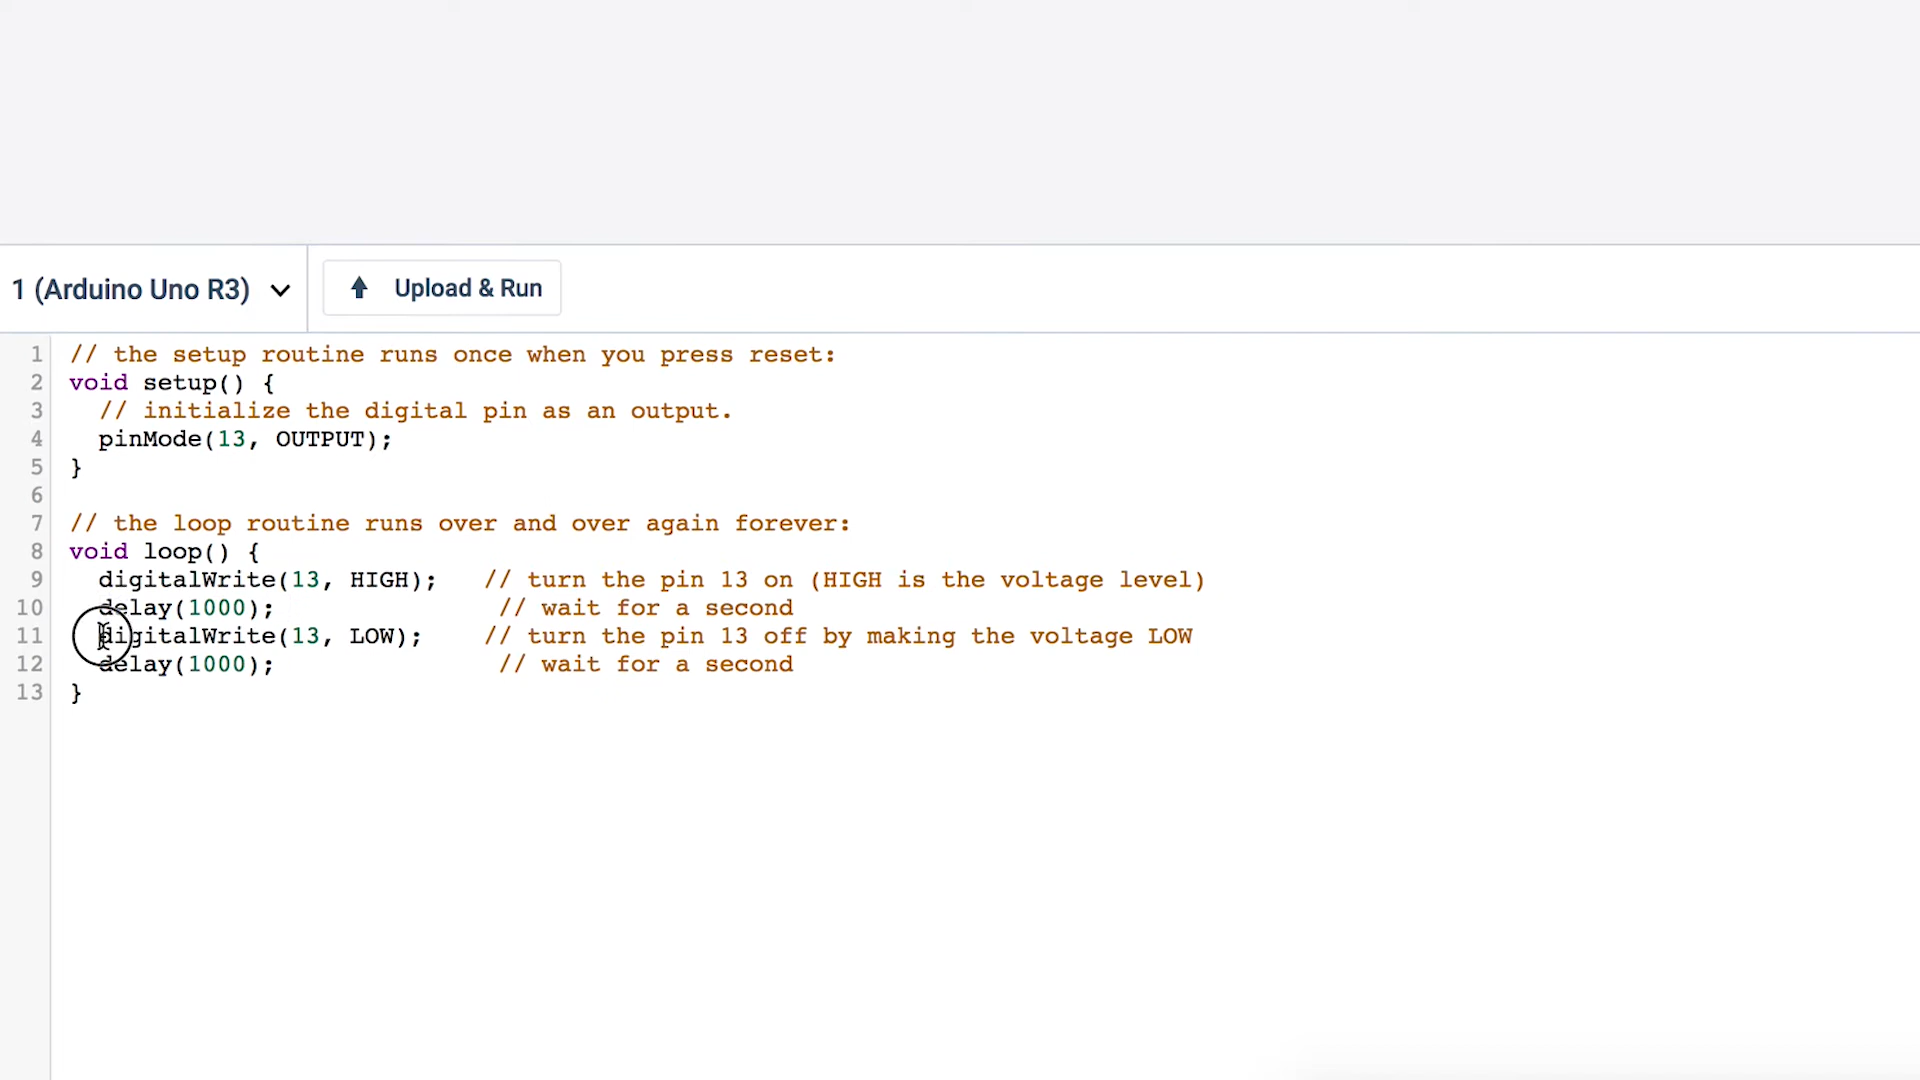 1 (Arduino Uno R3)
Upload & Run
1 // the setup routine runs once when you press reset:
2 void setup() {
3   // initialize the digital pin as an output.
4   pinMode(13, OUTPUT);
5 }
6
7 // the loop routine runs over and over again forever:
8 void loop() {
9   digitalWrite(13, HIGH);   // turn the pin 13 on (HIGH is the voltage level)
10   delay(1000);               // wait for a second
11   digitalWrite(13, LOW);    // turn the pin 13 off by making the voltage LOW
12   delay(1000);               // wait for a second
13 }